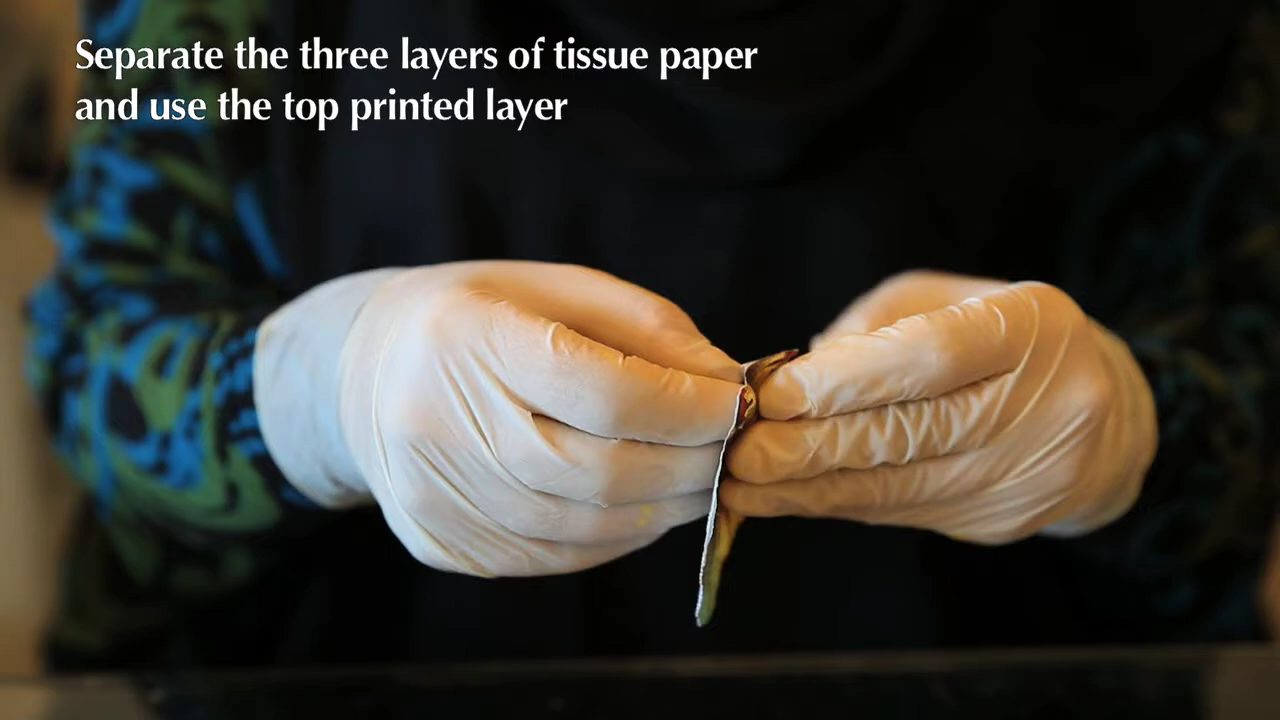 Separate the three layers of tissue paper
and use the top printed layer